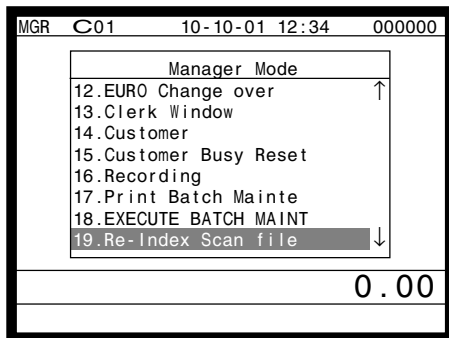 MGR C01 10-10-01 12:34 000000
Manager Mode
12.EURO Change over ↑
13.Clerk Window
14.Customer
15.Customer Busy Reset
16.Recording
17.Print Batch Mainte
18.EXECUTE BATCH MAINT
19.Re-Index Scan file ↓
0.00